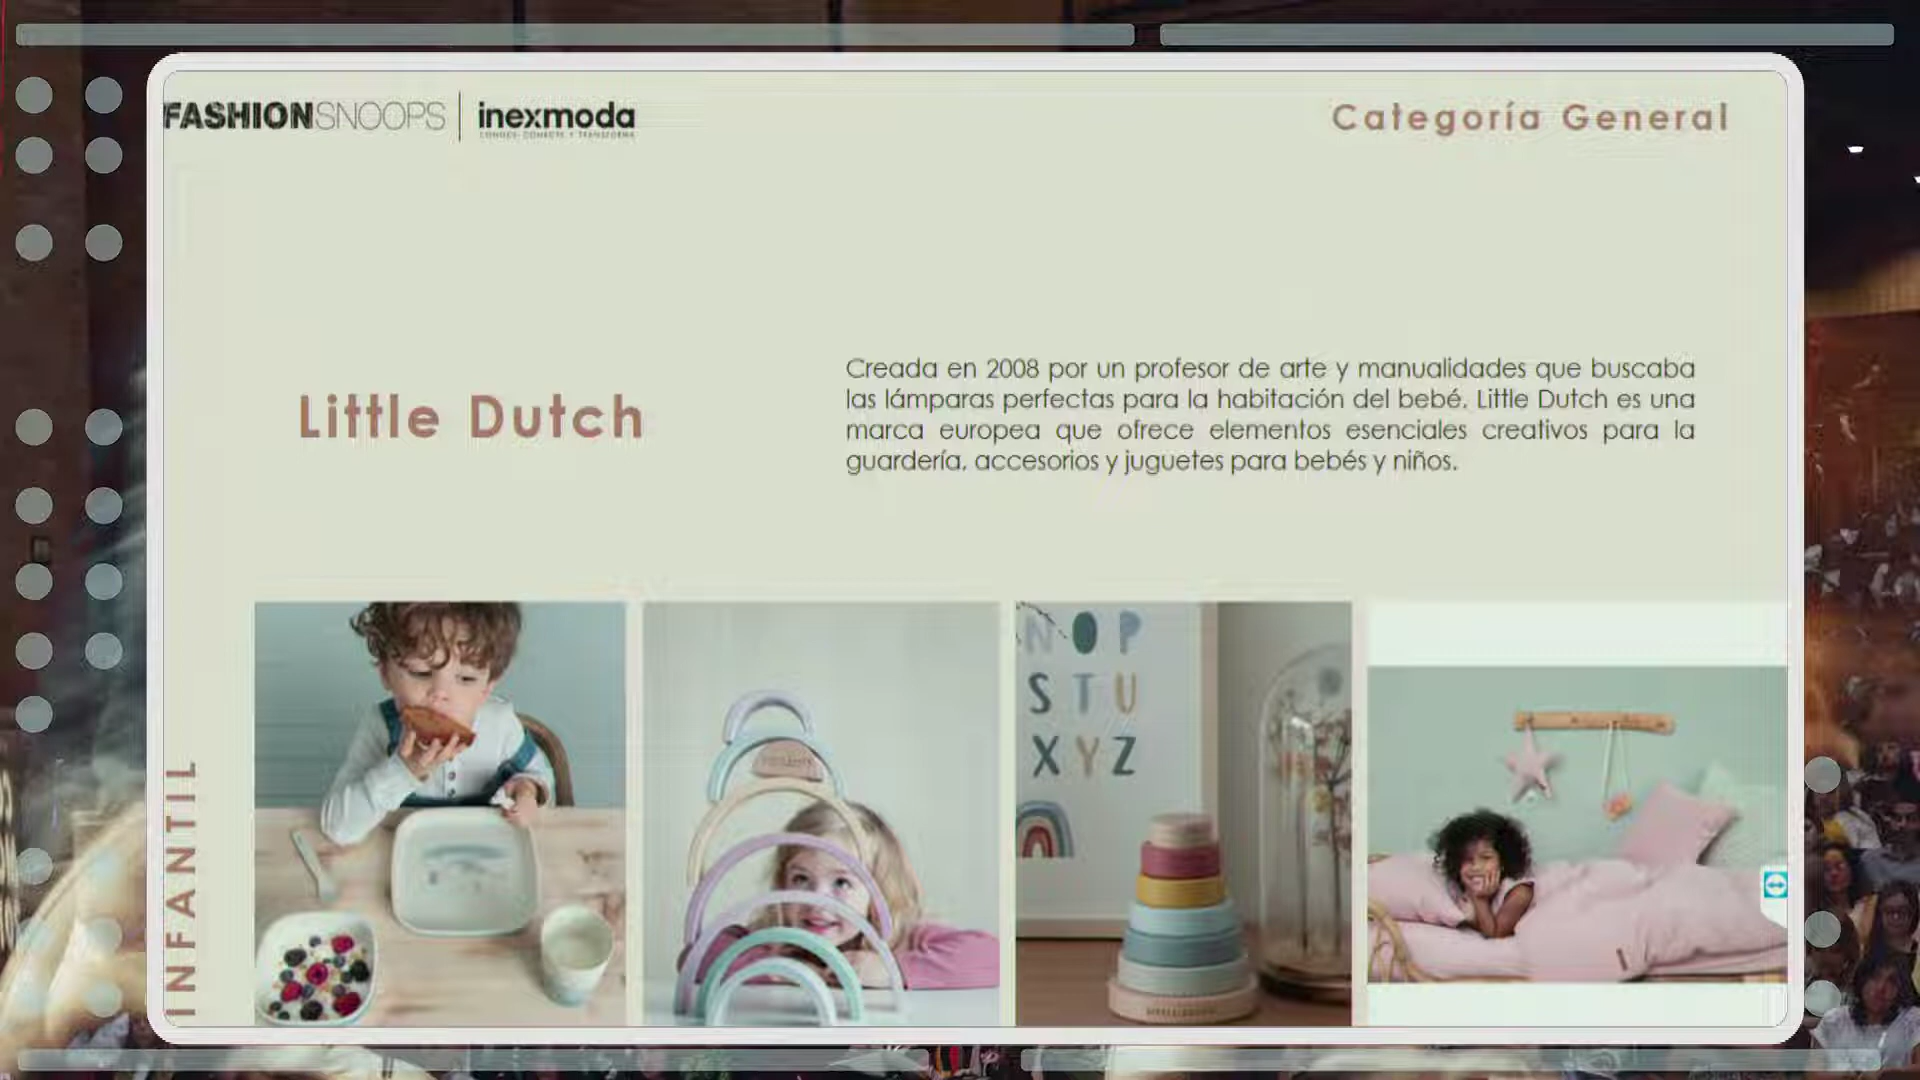 FASHIONSNOOPS
inexmoda
Categoría General
Little Dutch
Creada en 2008 por un profesor de arte y manualidades que buscaba
las lámparas perfectas para la habitación del bebé. Little Dutch es una
marca europea que ofrece elementos esenciales creativos para la
guardería, accesorios y juguetes para bebés y niños.
INFANTIL
N O P
S T U
X Y Z